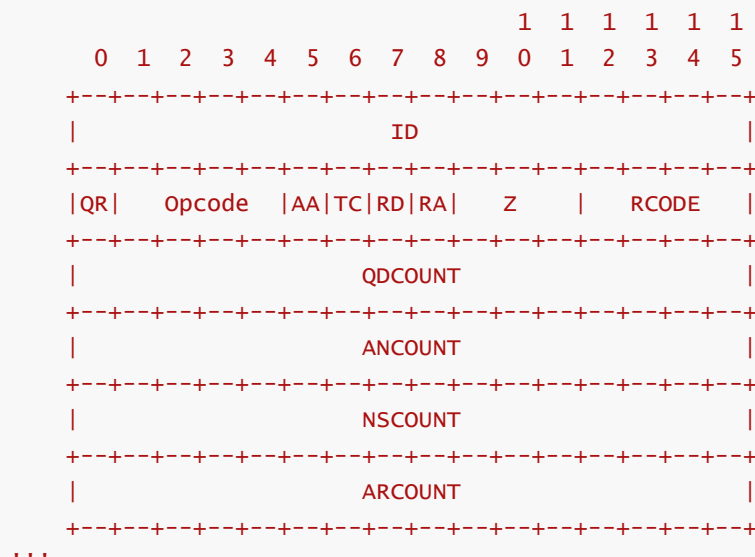 1  1  1  1  1  1
  0  1  2  3  4  5  6  7  8  9  0  1  2  3  4  5
+--+--+--+--+--+--+--+--+--+--+--+--+--+--+--+--+
|                      ID                       |
+--+--+--+--+--+--+--+--+--+--+--+--+--+--+--+--+
|QR|   Opcode  |AA|TC|RD|RA|   Z    |   RCODE   |
+--+--+--+--+--+--+--+--+--+--+--+--+--+--+--+--+
|                    QDCOUNT                    |
+--+--+--+--+--+--+--+--+--+--+--+--+--+--+--+--+
|                    ANCOUNT                    |
+--+--+--+--+--+--+--+--+--+--+--+--+--+--+--+--+
|                    NSCOUNT                    |
+--+--+--+--+--+--+--+--+--+--+--+--+--+--+--+--+
|                    ARCOUNT                    |
+--+--+--+--+--+--+--+--+--+--+--+--+--+--+--+--+
'''